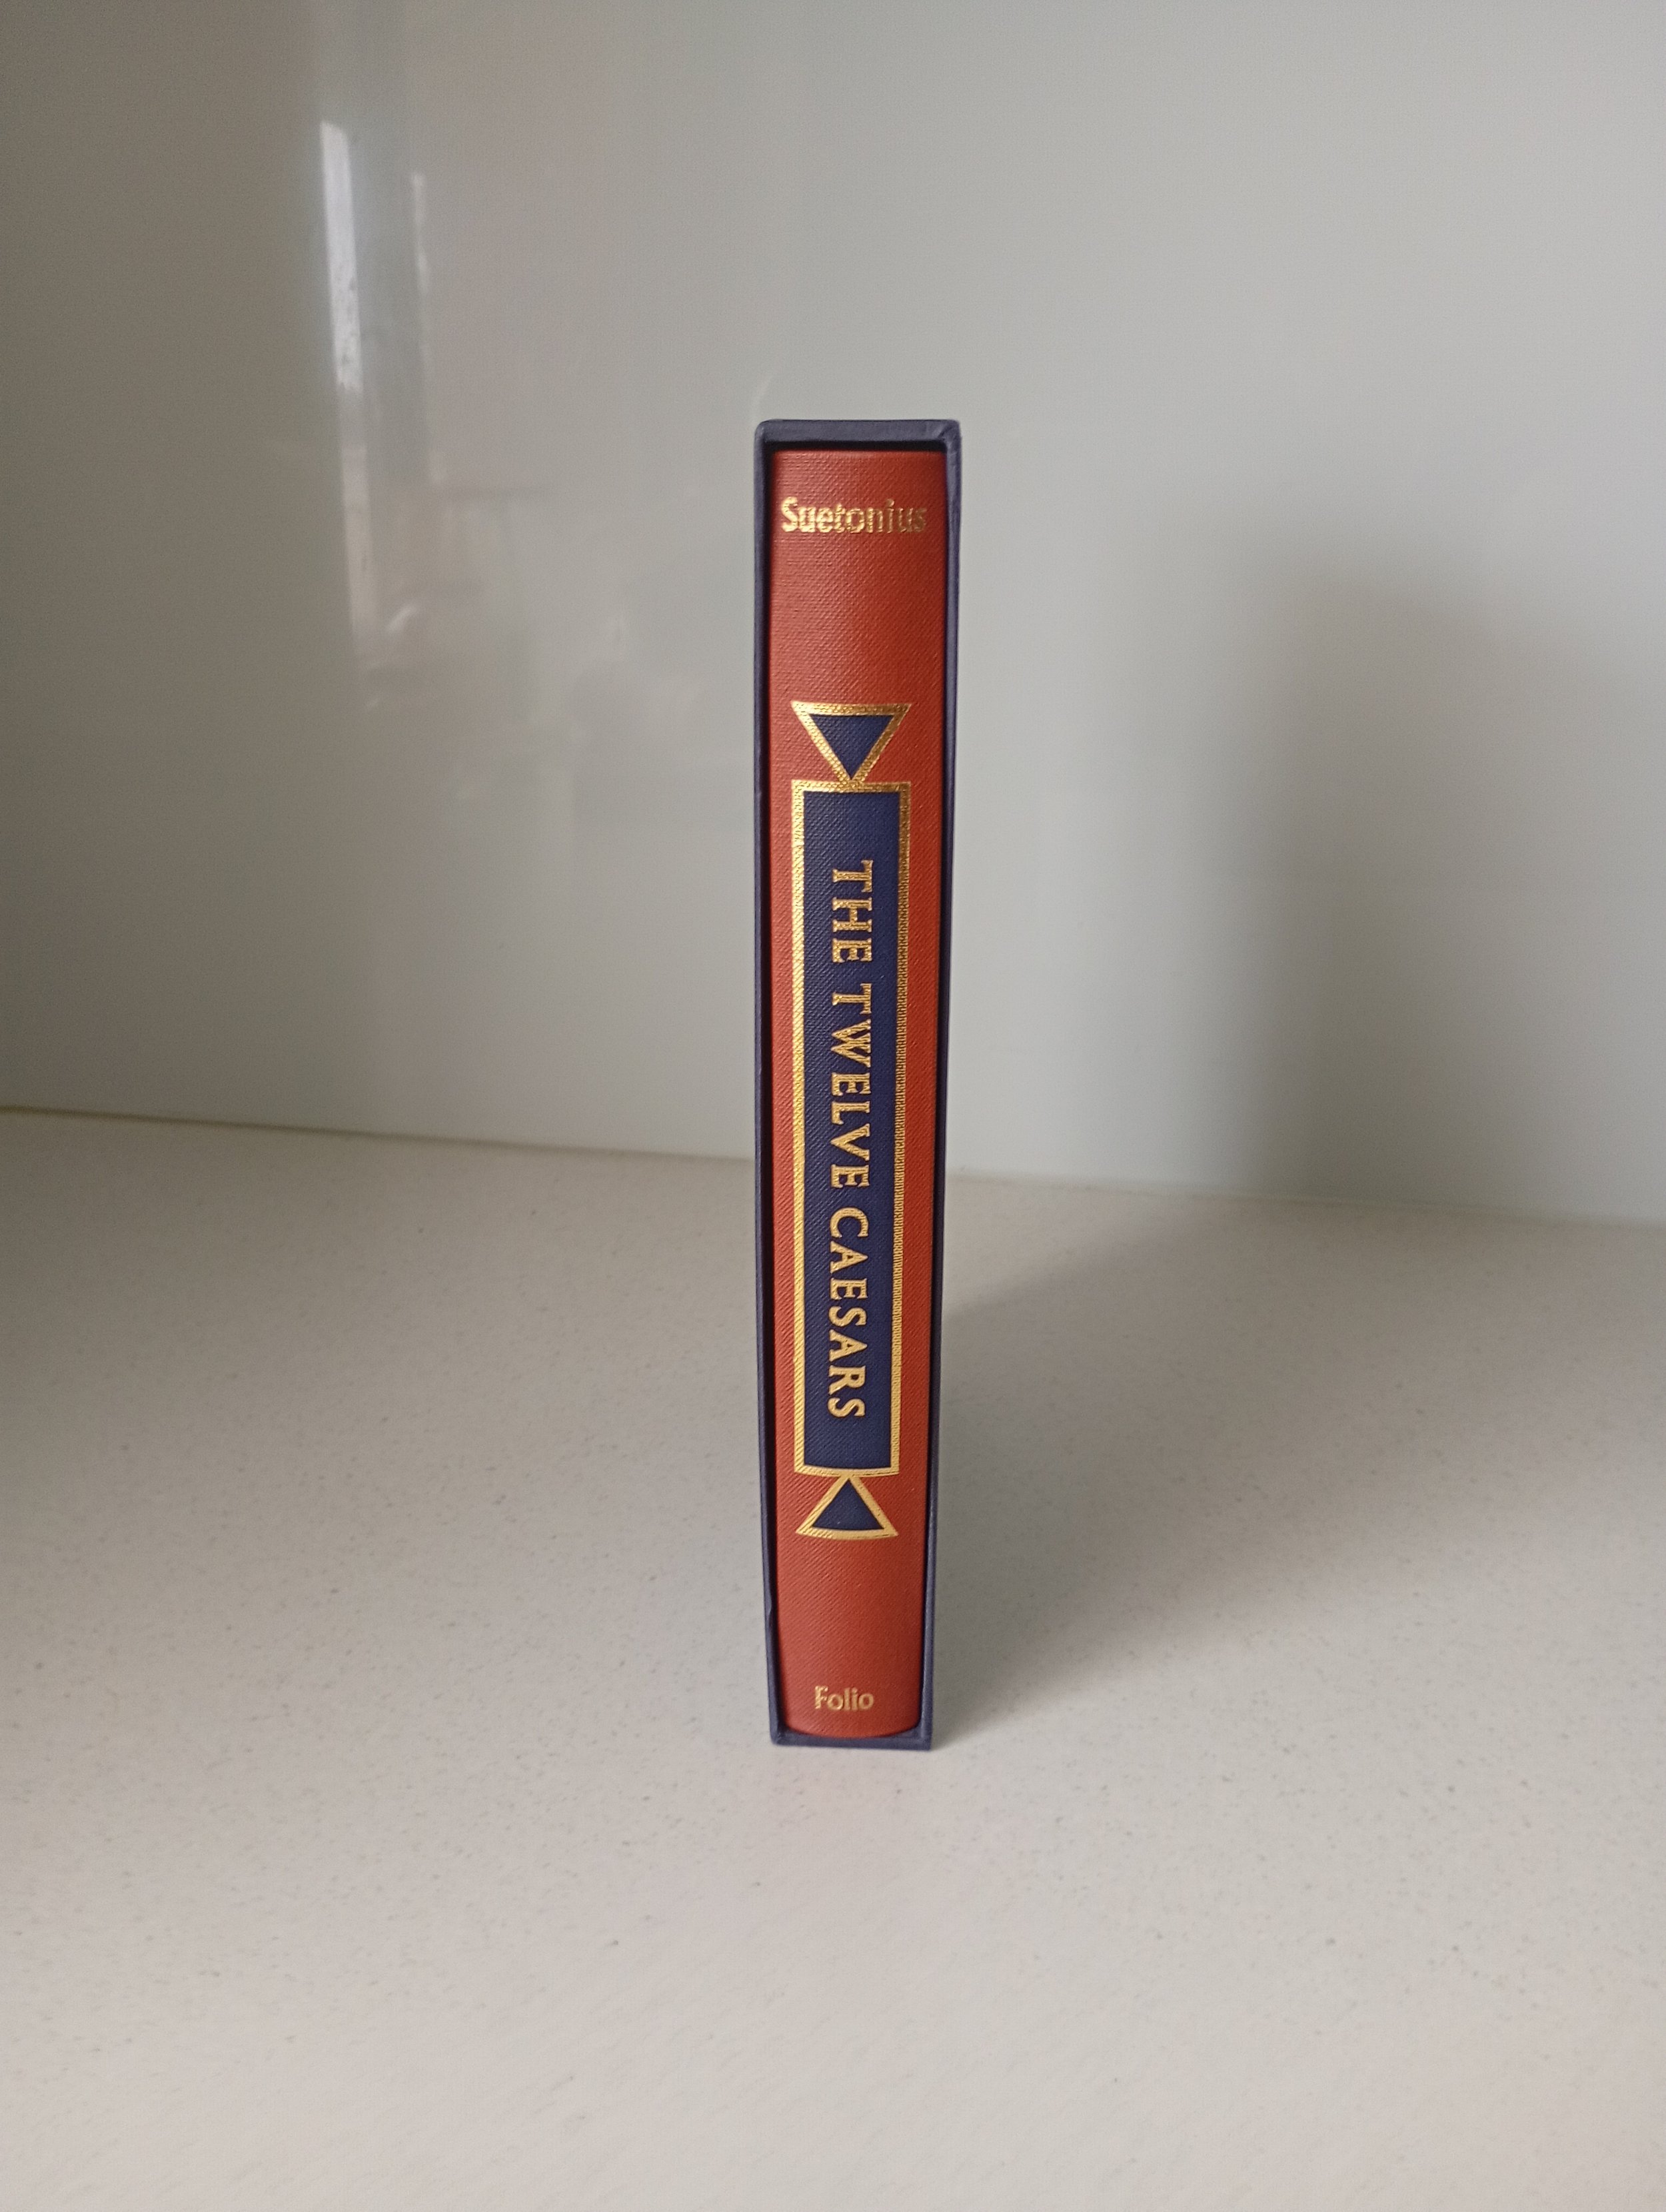 Suetonius
THE TWELVE CAESARS
Folio